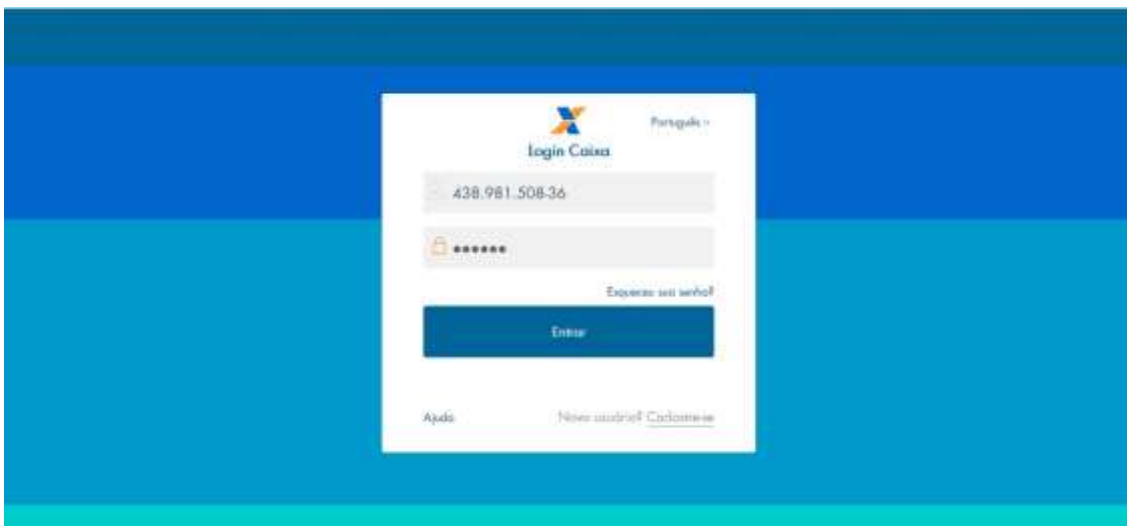 Português
Login Caixa
438.981.508-36
••••••
Esqueceu sua senha?
Entrar
Ajuda
Novo usuário? Cadastre-se